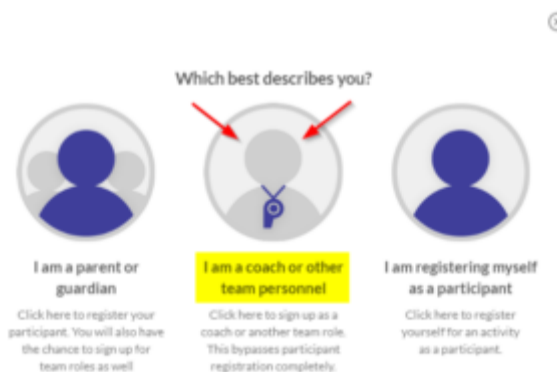 Which best describes you?
I am a parent or
guardian
Click here to register your
participant. You will also have
the chance to sign up for
team roles as well
I am a coach or other
team personnel
Click here to sign up as a
coach or another team role.
This bypasses participant
registration completely.
I am registering myself
as a participant
Click here to register
yourself for an activity
as a participant.